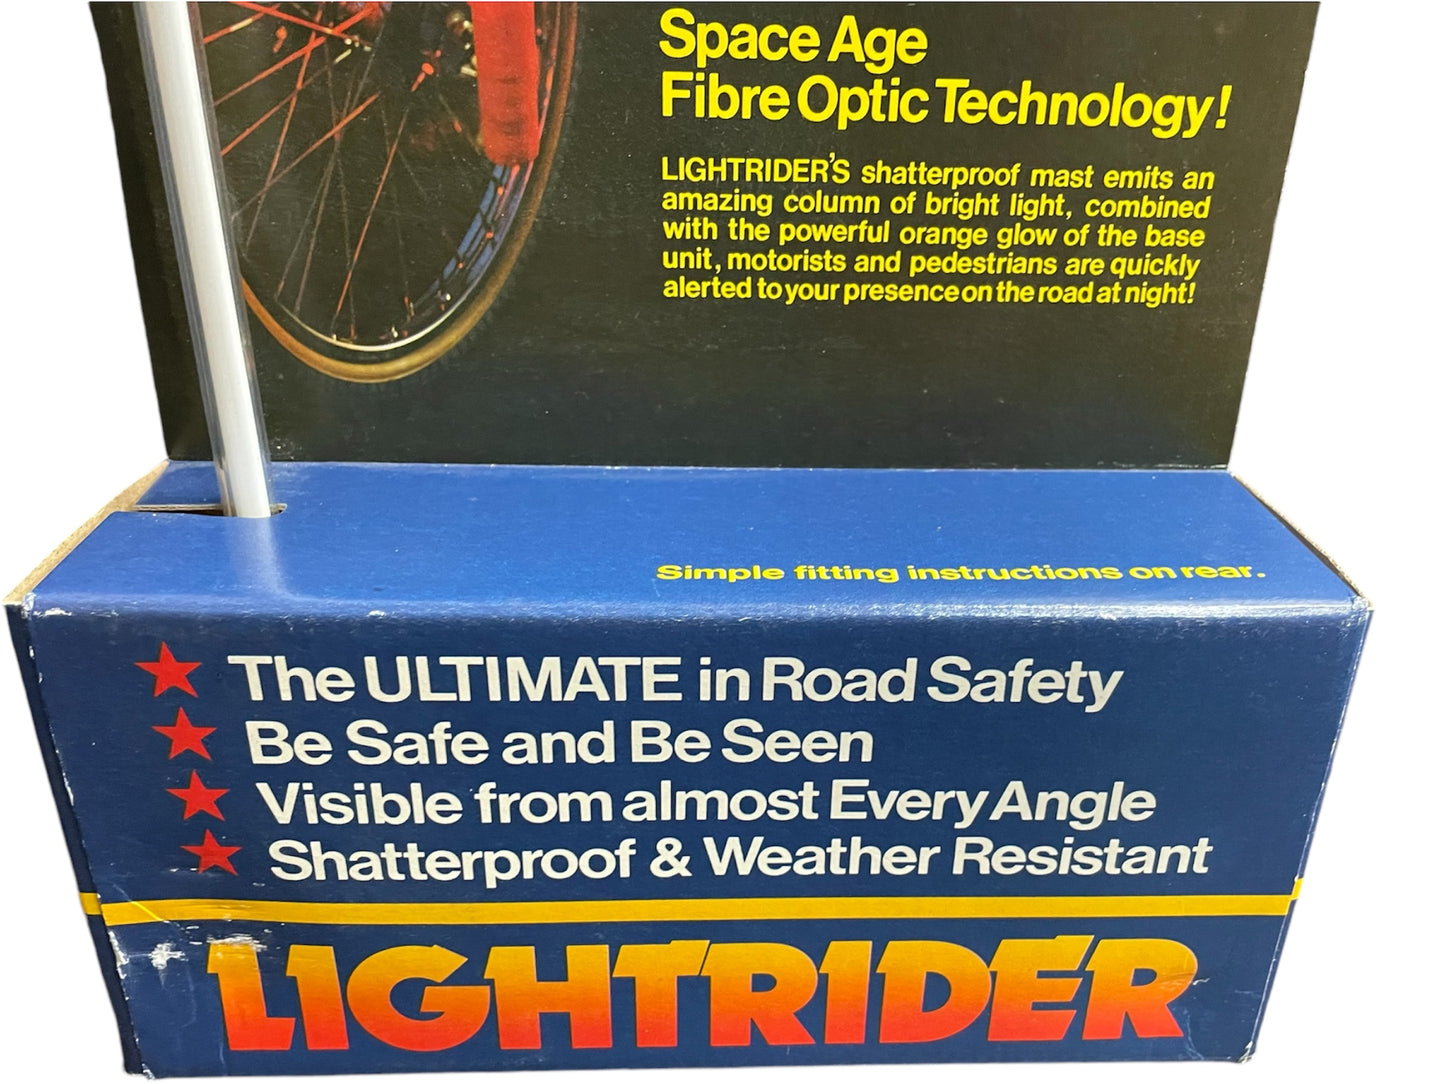 Space Age
Fibre Optic Technology!
LIGHTRIDER'S shatterproof mast emits an
amazing column of bright light, combined
with the powerful orange glow of the base
unit, motorists and pedestrians are quickly
alerted to your presence on the road at night!
Simple fitting instructions on rear.
The ULTIMATE in Road Safety
Be Safe and Be Seen
Visible from almost Every Angle
Shatterproof & Weather Resistant
LIGHTRIDER